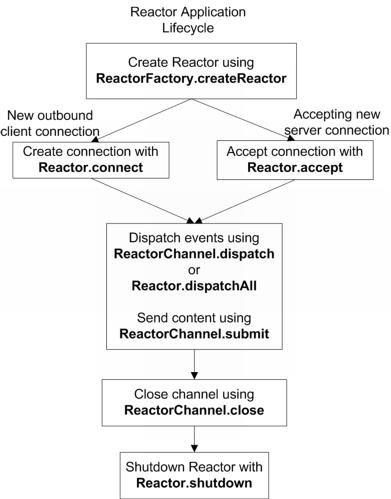 Reactor Application
Lifecycle
Create Reactor using
ReactorFactory.createReactor
New outbound
client connection
Accepting new
server connection
Create connection with
Reactor.connect
Accept connection with
Reactor.accept
Dispatch events using
ReactorChannel.dispatch
or
Reactor.dispatchAll
Send content using
ReactorChannel.submit
Close channel using
ReactorChannel.close
Shutdown Reactor with
Reactor.shutdown